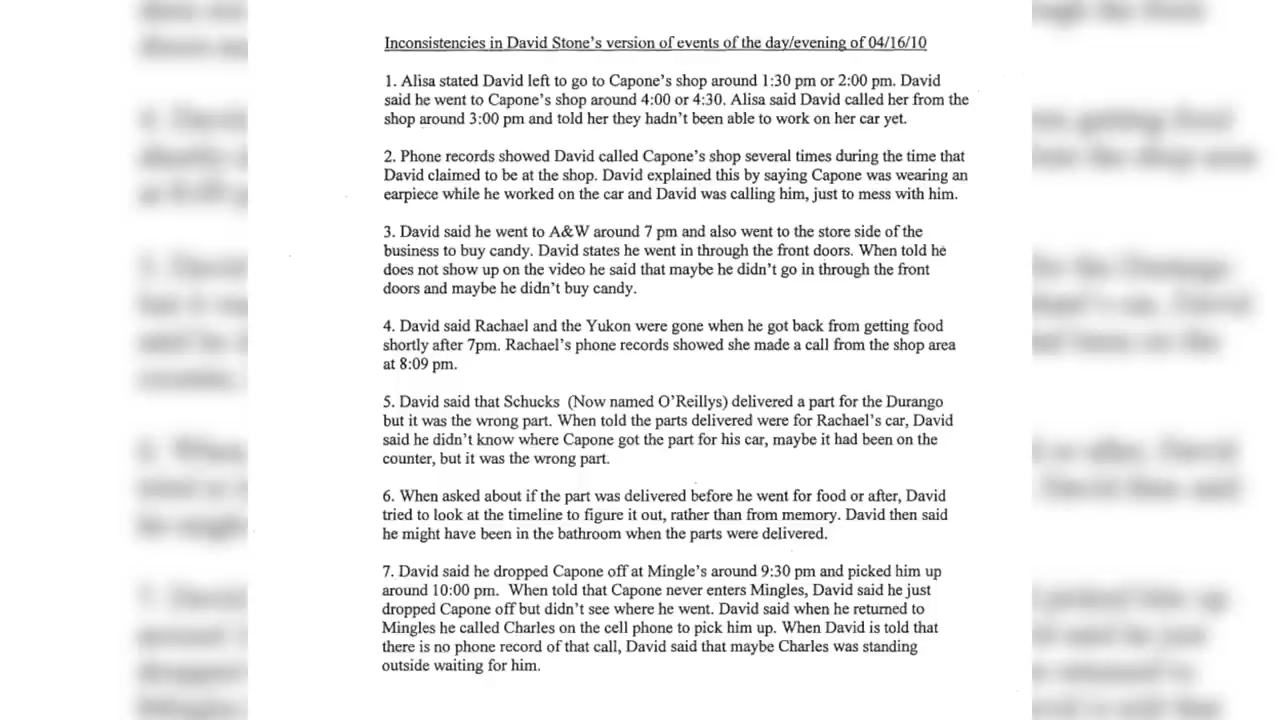 Inconsistencies in David Stone's version of events of the day/evening of 04/16/10
1. Alisa stated David left to go to Capone's shop around 1:30 pm or 2:00 pm. David
said he went to Capone's shop around 4:00 or 4:30. Alisa said David called her from the
shop around 3:00 pm and told her they hadn't been able to work on her car yet.
2. Phone records showed David called Capone's shop several times during the time that
David claimed to be at the shop. David explained this by saying Capone was wearing an
earpiece while he worked on the car and David was calling him, just to mess with him.
3. David said he went to A&W around 7 pm and also went to the store side of the
business to buy candy. David states he went in through the front doors. When told he
does not show up on the video he said that maybe he didn't go in through the front
doors and maybe he didn't buy candy.
4. David said Rachael and the Yukon were gone when he got back from getting food
shortly after 7pm. Rachael's phone records showed she made a call from the shop area
at 8:09 pm.
5. David said that Schucks (Now named O'Reillys) delivered a part for the Durango
but it was the wrong part. When told the parts delivered were for Rachael's car, David
said he didn't know where Capone got the part for his car, maybe it had been on the
counter, but it was the wrong part.
6. When asked about if the part was delivered before he went for food or after, David
tried to look at the timeline to figure it out, rather than from memory. David then said
he might have been in the bathroom when the parts were delivered.
7. David said he dropped Capone off at Mingle's around 9:30 pm and picked him up
around 10:00 pm. When told that Capone never enters Mingles, David said he just
dropped Capone off but didn't see where he went. David said when he returned to
Mingles he called Charles on the cell phone to pick him up. When David is told that
there is no phone record of that call, David said that maybe Charles was standing
outside waiting for him.